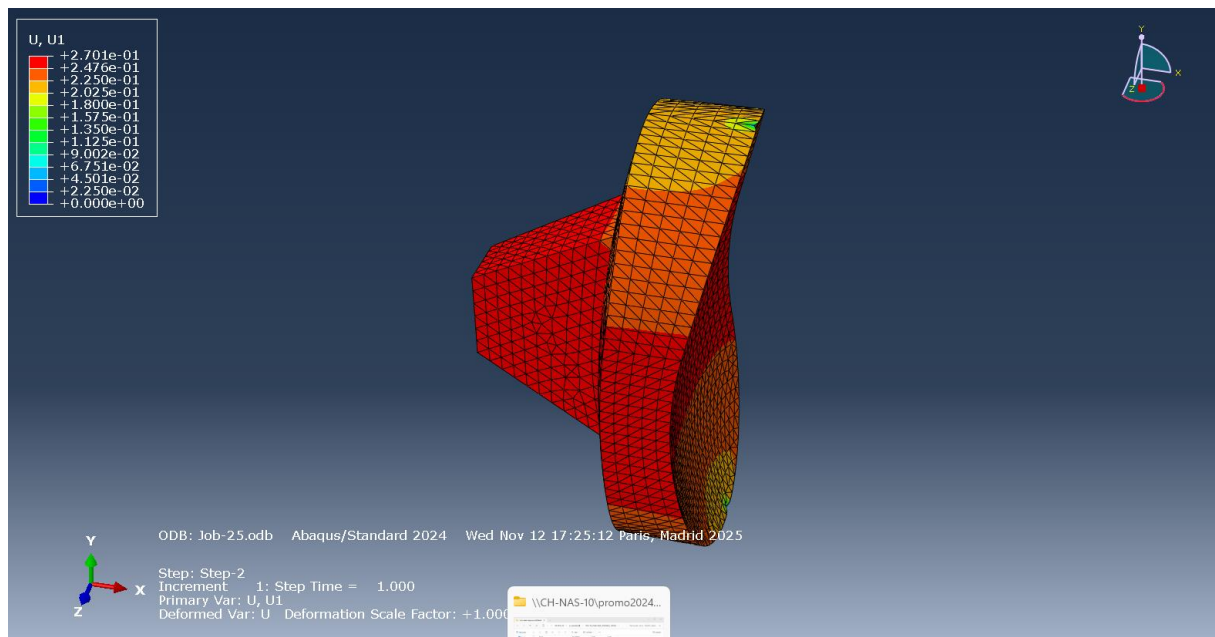 U, U1
+2.701e-01
+2.476e-01
+2.250e-01
+2.025e-01
+1.800e-01
+1.575e-01
+1.350e-01
+1.125e-01
+9.002e-02
+6.751e-02
+4.501e-02
+2.250e-02
+0.000e+00
Y
X
Z
ODB: Job-25.odb Abaqus/Standard 2024 Wed Nov 12 17:25:12 Paris, Madrid 2025
Y
X
Z
Step: Step-2
Increment 1: Step Time = 1.000
Primary Var: U, U1
Deformed Var: U Deformation Scale Factor: +1.000
\\CH-NAS-10\promo2024...